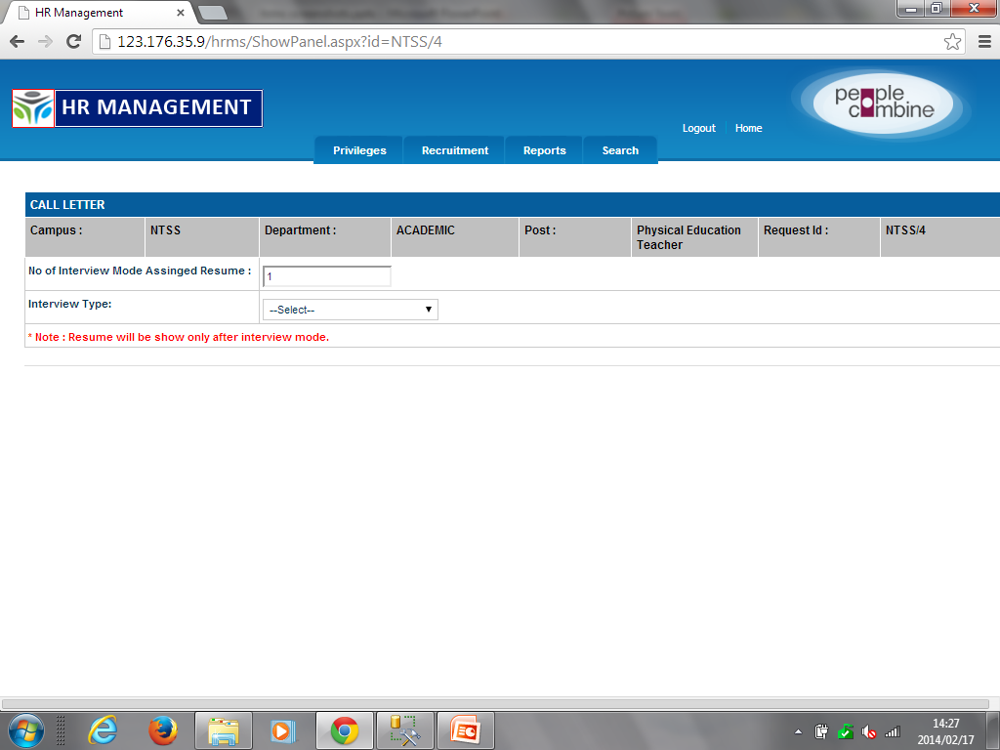 HR Management
123.176.35.9/hrms/ShowPanel.aspx?id=NTSS/4
HR MANAGEMENT
people combine
Logout Home
Privileges Recruitment Reports Search
CALL LETTER
Campus : NTSS Department : ACADEMIC Post : Physical Education Teacher Request Id : NTSS/4
No of Interview Mode Assinged Resume : 1
Interview Type: --Select--
* Note : Resume will be show only after interview mode.
14:27
2014/02/17